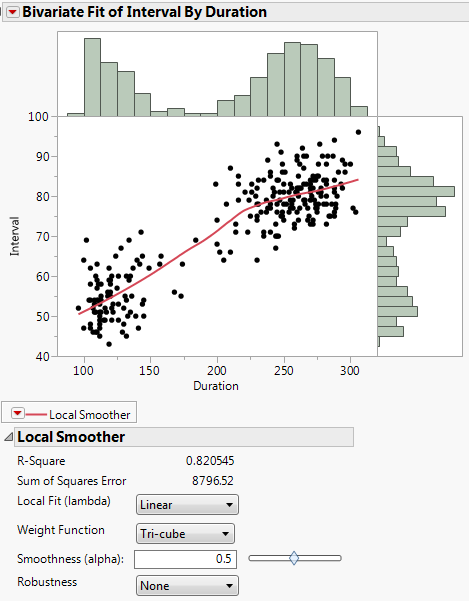 Bivariate Fit of Interval By Duration
100
90
80
70
60
50
40
Interval
100 150 200 250 300
Duration
Local Smoother
Local Smoother
R-Square 0.820545
Sum of Squares Error 8796.52
Local Fit (lambda) Linear
Weight Function Tri-cube
Smoothness (alpha): 0.5
Robustness None